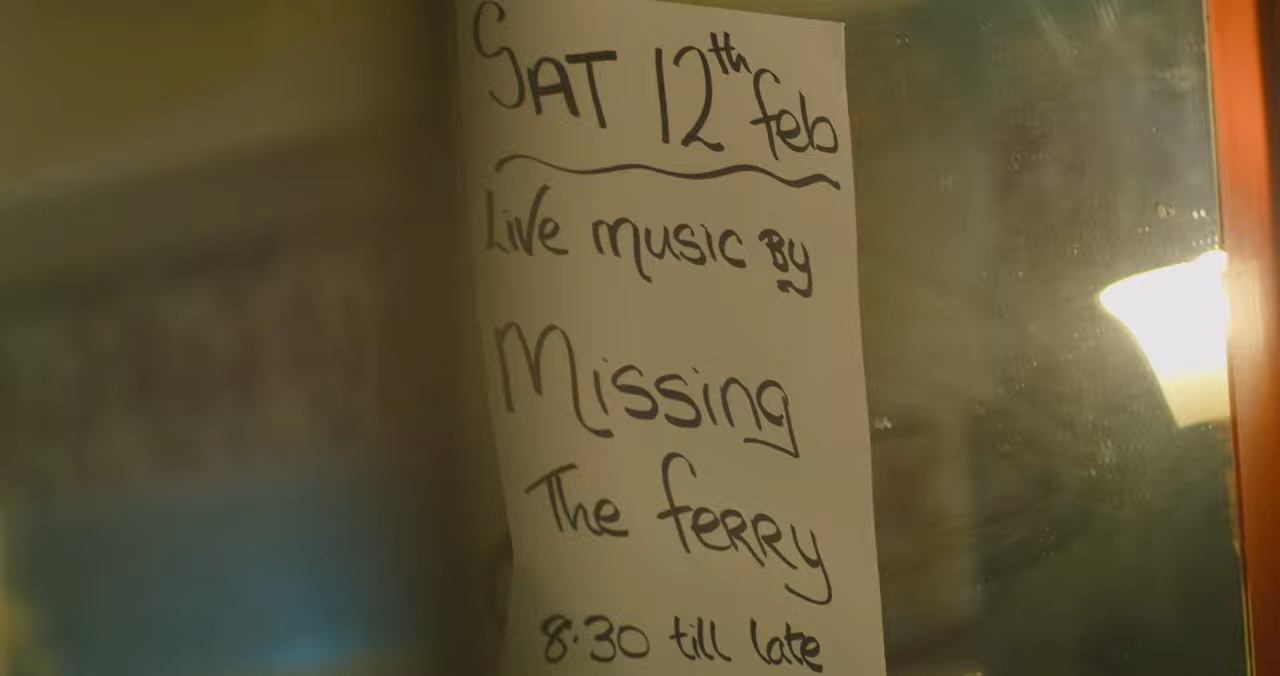 SAT 12th feb
Live music By
Missing
The ferry
8.30 till late